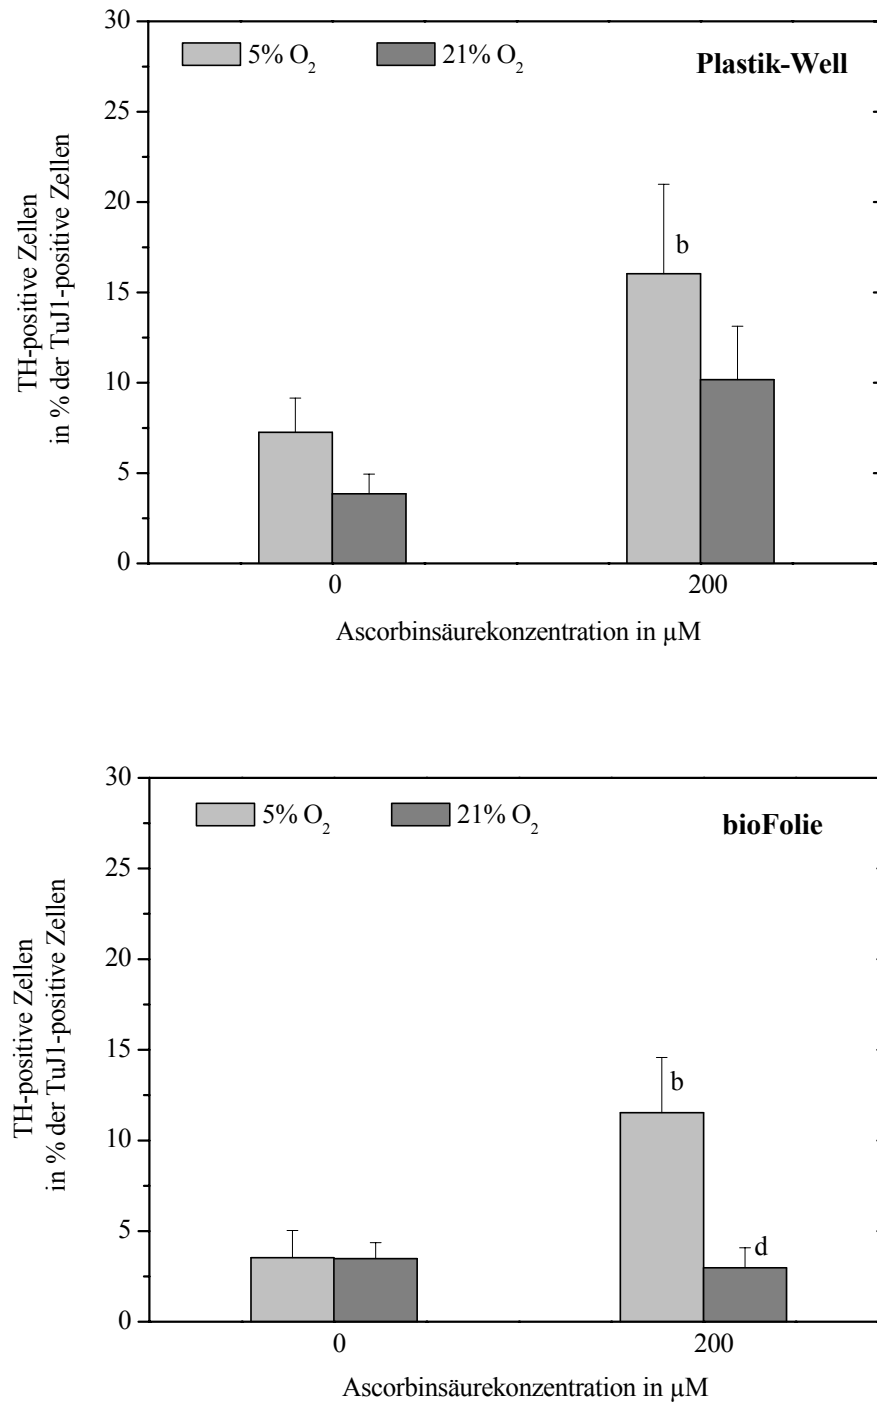 30
5% O2
21% O2
Plastik-Well
25
20
15
10
5
0
TH-positive Zellen
in % der TuJ1-positive Zellen
b
0
200
Ascorbinsäurekonzentration in µM
30
5% O2
21% O2
bioFolie
25
20
15
10
5
0
TH-positive Zellen
in % der TuJ1-positive Zellen
b
d
0
200
Ascorbinsäurekonzentration in µM